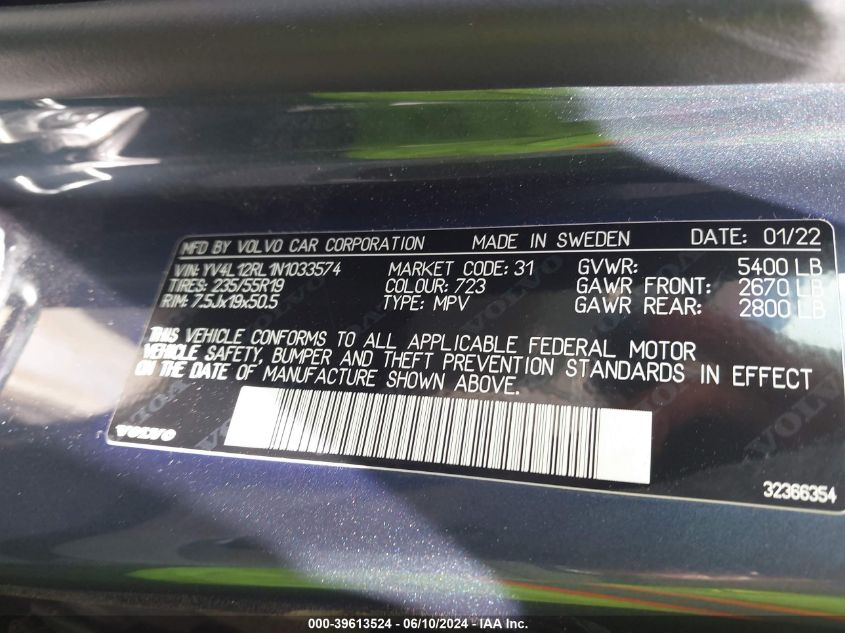 MFD BY VOLVO CAR CORPORATION MADE IN SWEDEN DATE: 01/22
VIN: YV4L12RL1N1033574 MARKET CODE: 31 GVWR: 5400 LB
TIRES: 235/55R19 COLOUR: 723 GAWR FRONT: 2670 LB
RIM: 7.5Jx19x50.5 TYPE: MPV GAWR REAR: 2800 LB
THIS VEHICLE CONFORMS TO ALL APPLICABLE FEDERAL MOTOR
VEHICLE SAFETY, BUMPER AND THEFT PREVENTION STANDARDS IN EFFECT
ON THE DATE OF MANUFACTURE SHOWN ABOVE.
VOLVO
32366354
000-39613524 - 06/10/2024 - IAA Inc.